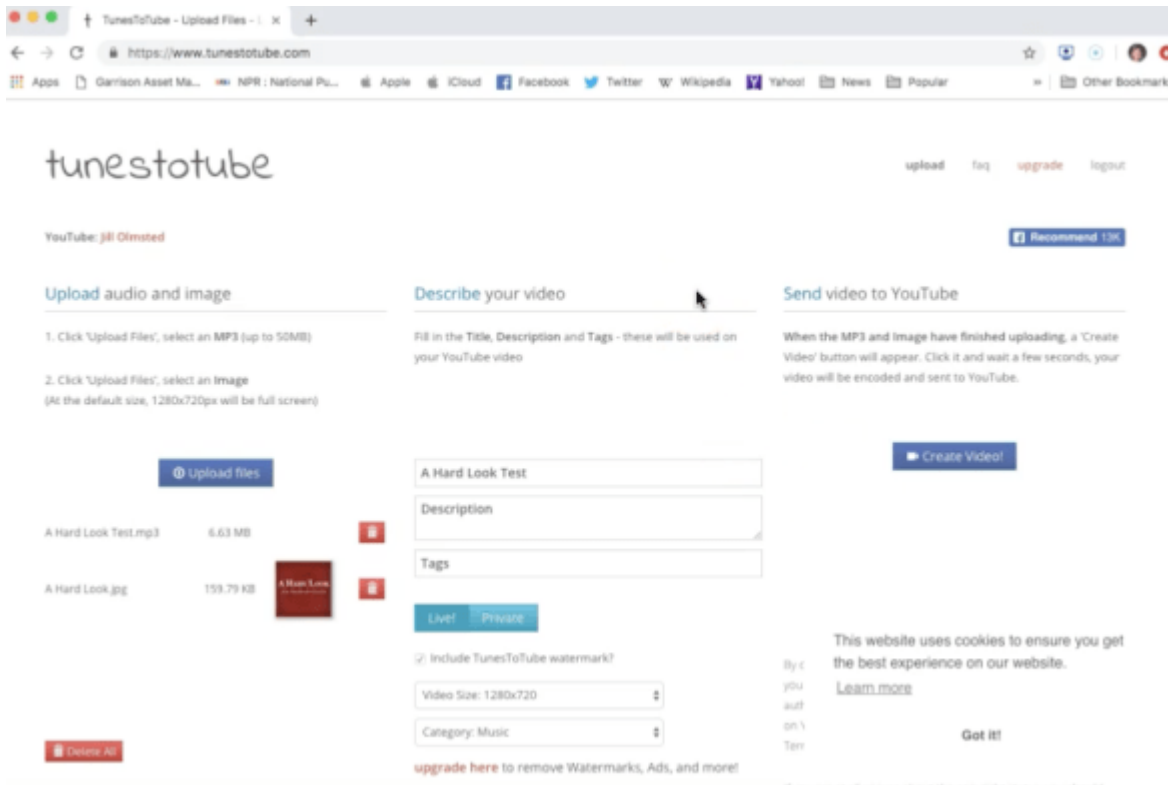 TunesToTube - Upload Files -
https://www.tunestotube.com
Apps Garrison Asset Ma... NPR : National Pu... Apple iCloud Facebook Twitter Wikipedia Yahoo! News Popular » Other Bookmark
tunestotube
upload faq upgrade logout
YouTube: Jill Olmsted
Recommend 13K
Upload audio and image
1. Click 'Upload Files', select an MP3 (up to 50MB)
2. Click 'Upload Files', select an Image
(At the default size, 1280x720px will be full screen)
Upload files
A Hard Look Test.mp3 6.63 MB
A Hard Look.jpg 159.79 KB
A Hard Look
Delete All
Describe your video
Fill in the Title, Description and Tags - these will be used on
your YouTube video
A Hard Look Test
Description
Tags
Live! Private
Include TunesToTube watermark?
Video Size: 1280x720
Category: Music
upgrade here to remove Watermarks, Ads, and more!
Send video to YouTube
When the MP3 and Image have finished uploading, a 'Create
Video' button will appear. Click it and wait a few seconds, your
video will be encoded and sent to YouTube.
Create Video!
This website uses cookies to ensure you get
the best experience on our website.
Learn more
Got it!